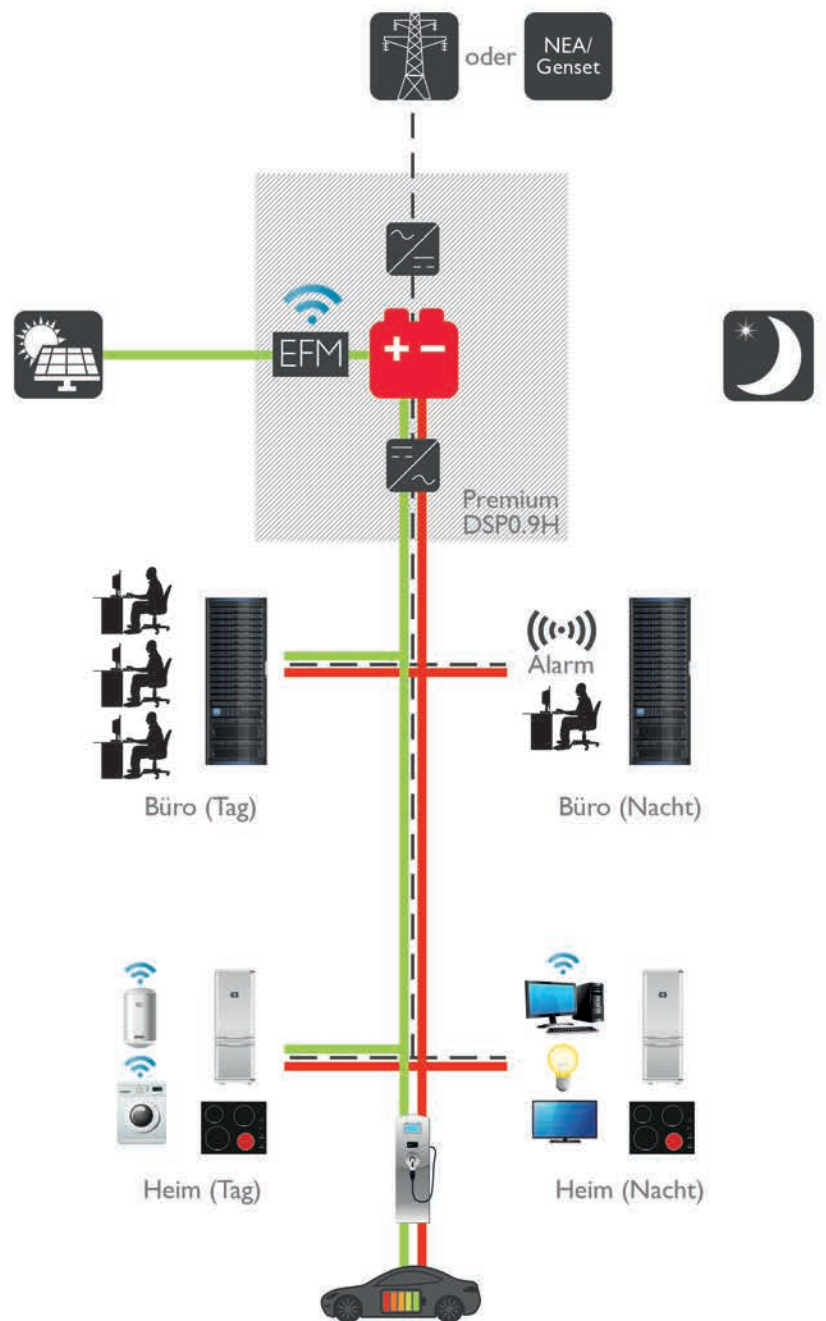 oder
NEA/
Genset
EFM
+ −
Premium
DSP0.9H
Alarm
Büro (Tag)
Büro (Nacht)
Heim (Tag)
Heim (Nacht)